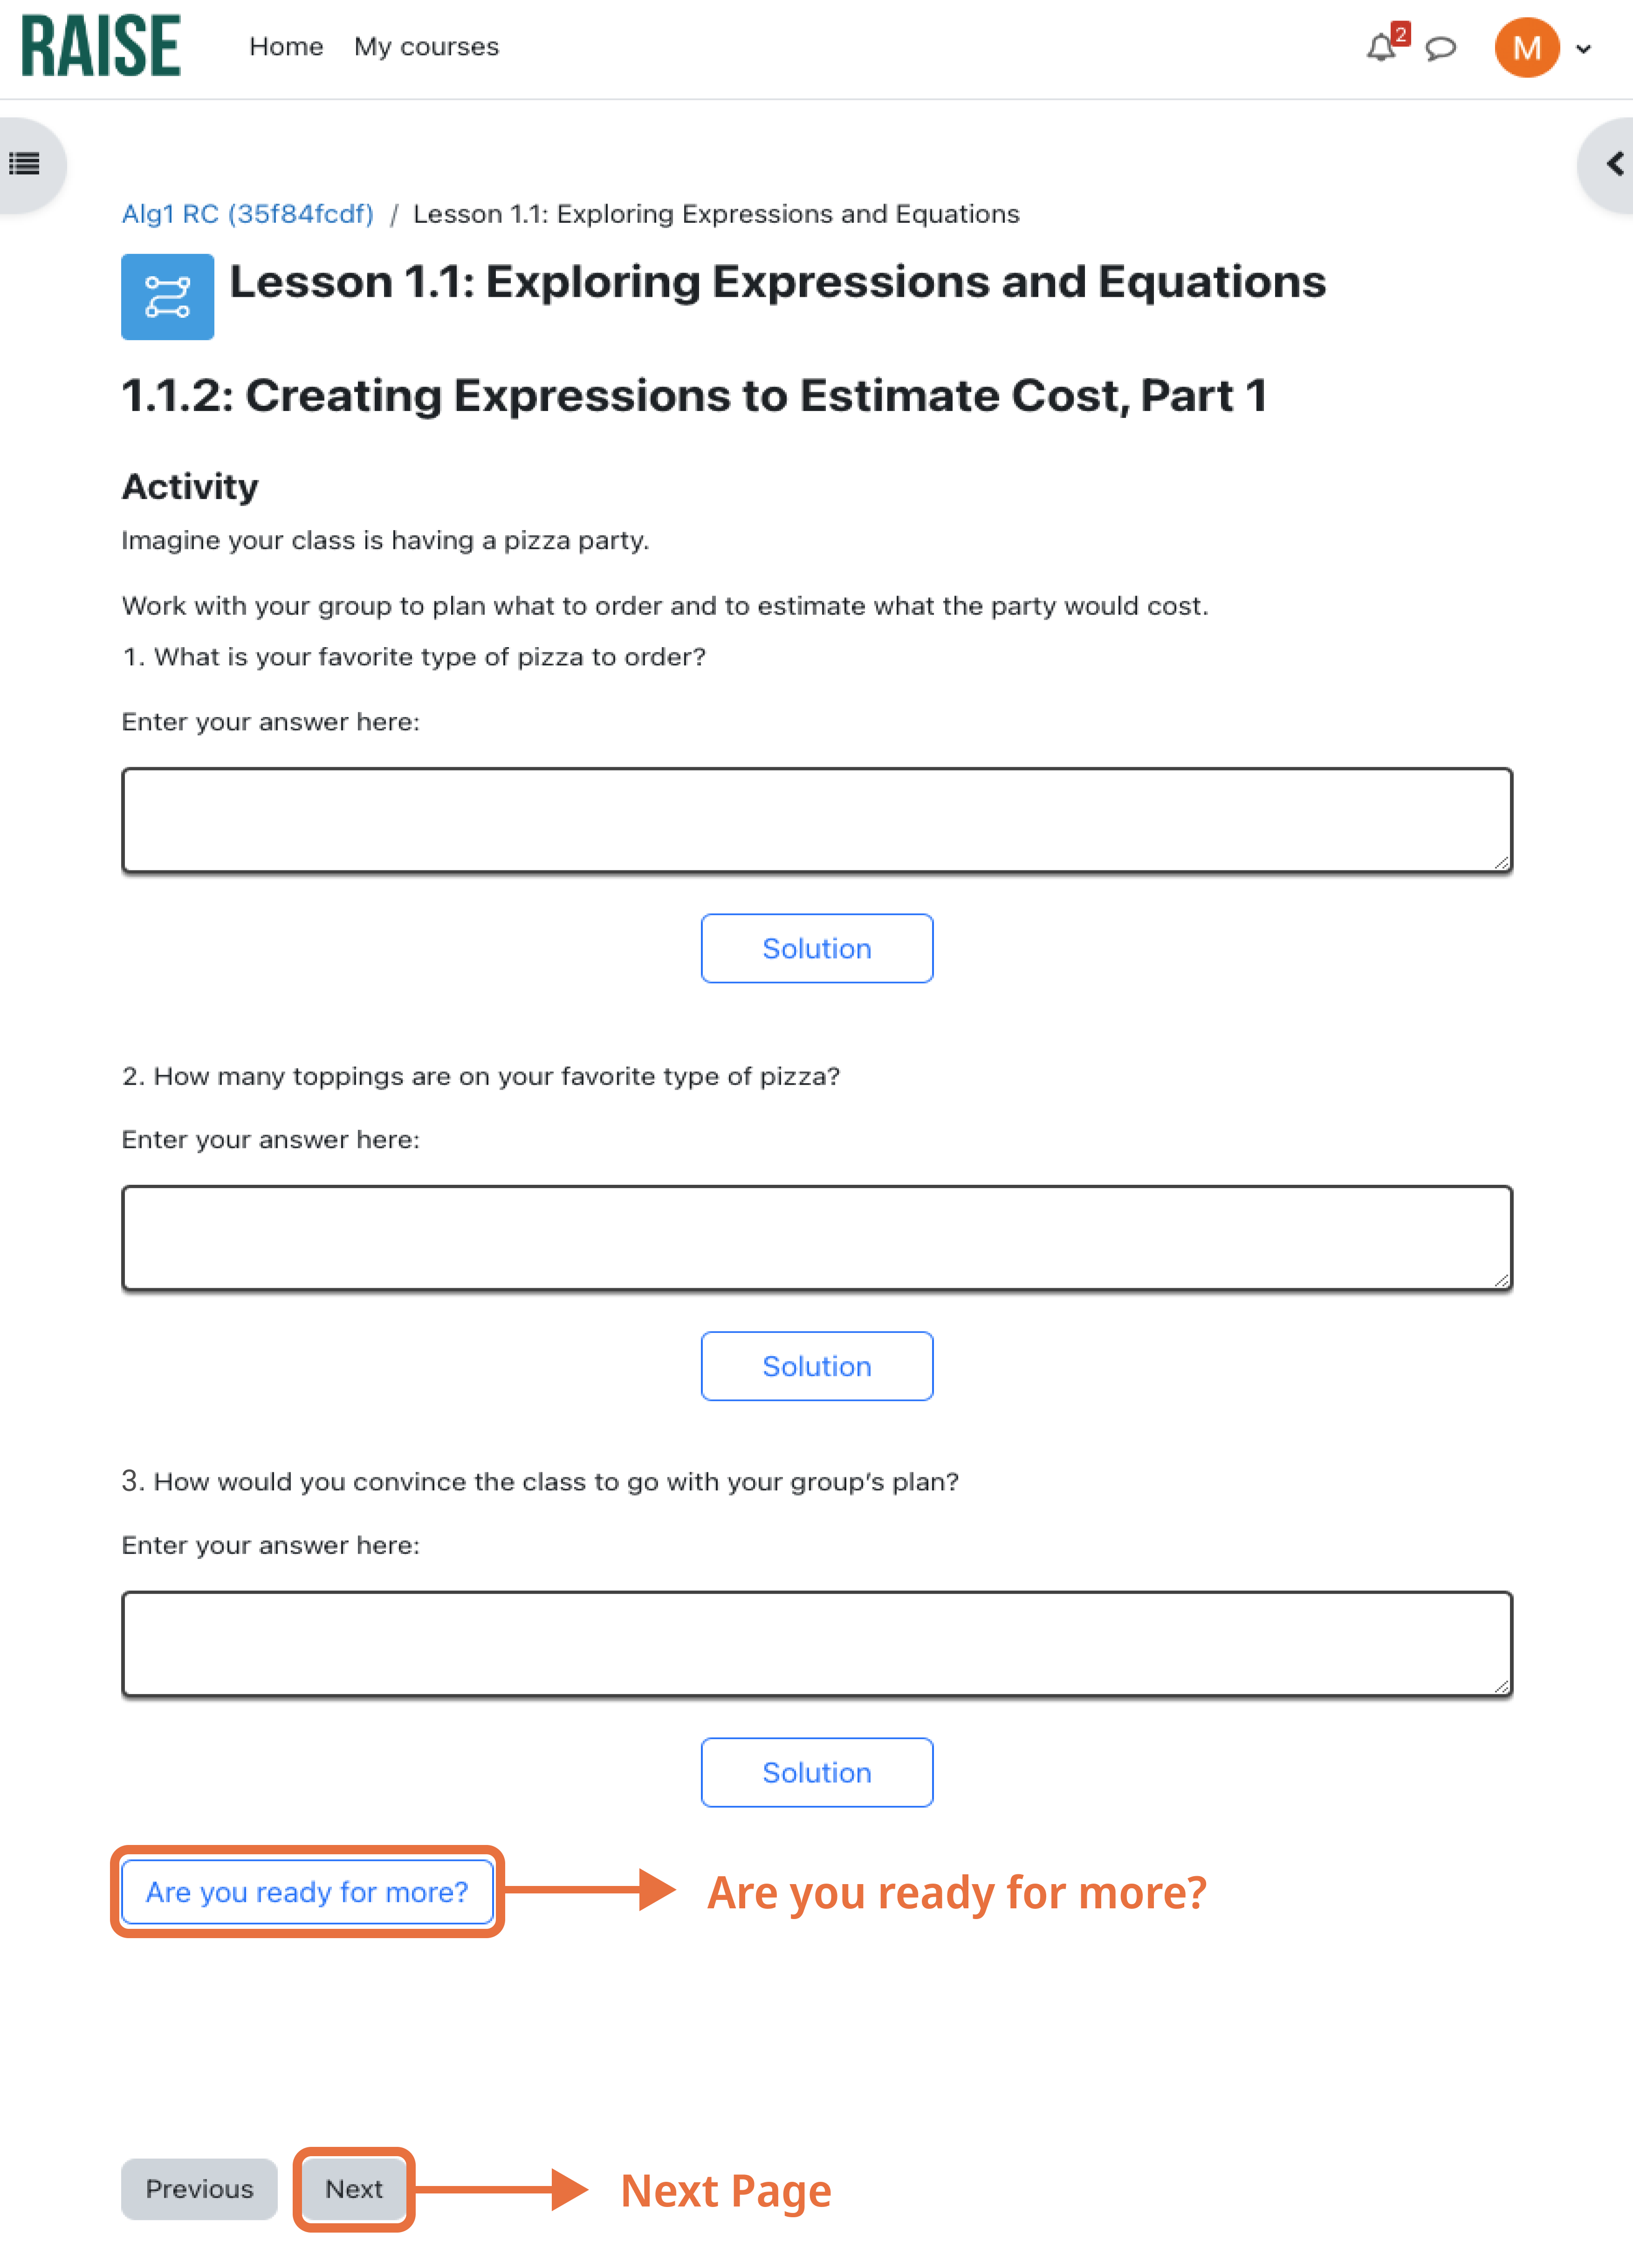 RAISE Home My courses 2 M
Alg1 RC (35f84fcdf) / Lesson 1.1: Exploring Expressions and Equations
Lesson 1.1: Exploring Expressions and Equations
1.1.2: Creating Expressions to Estimate Cost, Part 1
Activity
Imagine your class is having a pizza party.
Work with your group to plan what to order and to estimate what the party would cost.
1. What is your favorite type of pizza to order?
Enter your answer here:
Solution
2. How many toppings are on your favorite type of pizza?
Enter your answer here:
Solution
3. How would you convince the class to go with your group's plan?
Enter your answer here:
Solution
Are you ready for more? Are you ready for more?
Previous Next Next Page